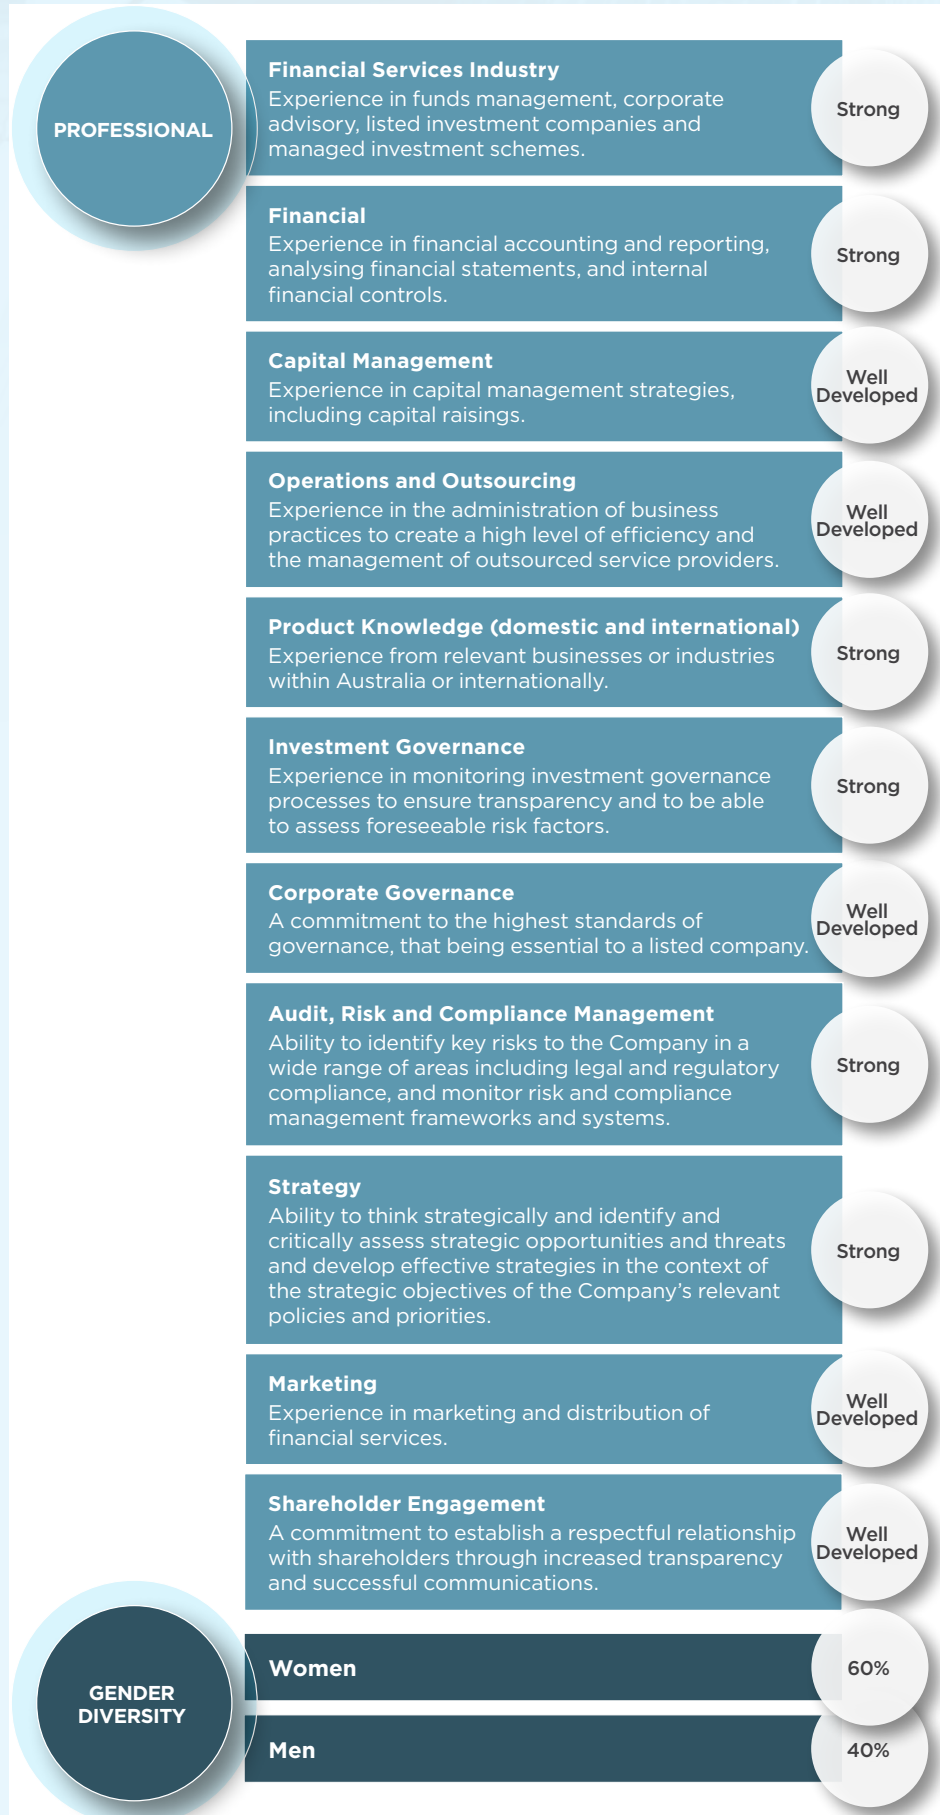 PROFESSIONAL
Financial Services Industry
Experience in funds management, corporate
advisory, listed investment companies and
managed investment schemes.
Strong
Financial
Experience in financial accounting and reporting,
analysing financial statements, and internal
financial controls.
Strong
Capital Management
Experience in capital management strategies,
including capital raisings.
Well
Developed
Operations and Outsourcing
Experience in the administration of business
practices to create a high level of efficiency and
the management of outsourced service providers.
Well
Developed
Product Knowledge (domestic and international)
Experience from relevant businesses or industries
within Australia or internationally.
Strong
Investment Governance
Experience in monitoring investment governance
processes to ensure transparency and to be able
to assess foreseeable risk factors.
Strong
Corporate Governance
A commitment to the highest standards of
governance, that being essential to a listed company.
Well
Developed
Audit, Risk and Compliance Management
Ability to identify key risks to the Company in a
wide range of areas including legal and regulatory
compliance, and monitor risk and compliance
management frameworks and systems.
Strong
Strategy
Ability to think strategically and identify and
critically assess strategic opportunities and threats
and develop effective strategies in the context of
the strategic objectives of the Company's relevant
policies and priorities.
Strong
Marketing
Experience in marketing and distribution of
financial services.
Well
Developed
Shareholder Engagement
A commitment to establish a respectful relationship
with shareholders through increased transparency
and successful communications.
Well
Developed
GENDER
DIVERSITY
Women
60%
Men
40%